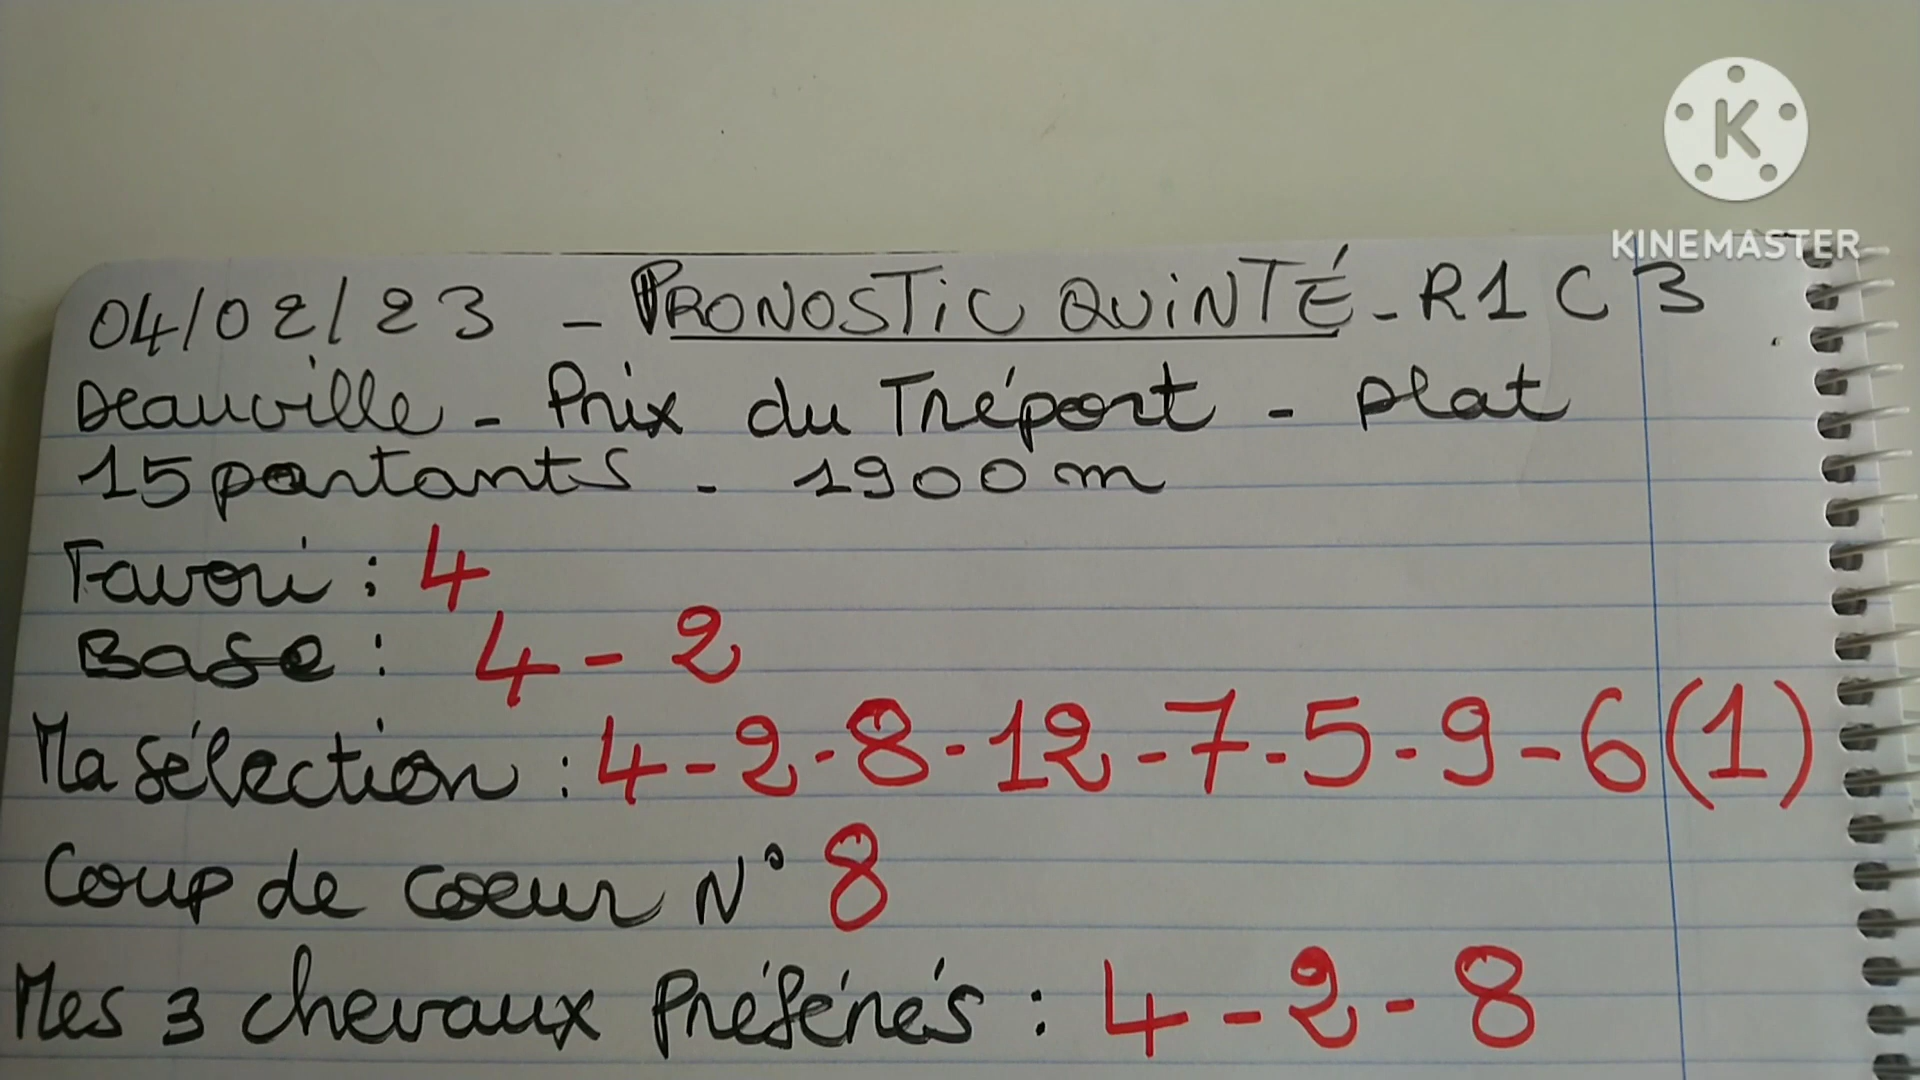 K
KINEMASTER
04/02/23 - PRONOSTIC QUINTÉ - R1 C3
Deauville - Prix du Tréport - plat
15 partants - 1900 m
Favori : 4
Base : 4 - 2
Ma sélection : 4 - 2 - 8 - 12 - 7 - 5 - 9 - 6 (1)
Coup de coeur N° 8
Mes 3 chevaux préférés : 4 - 2 - 8